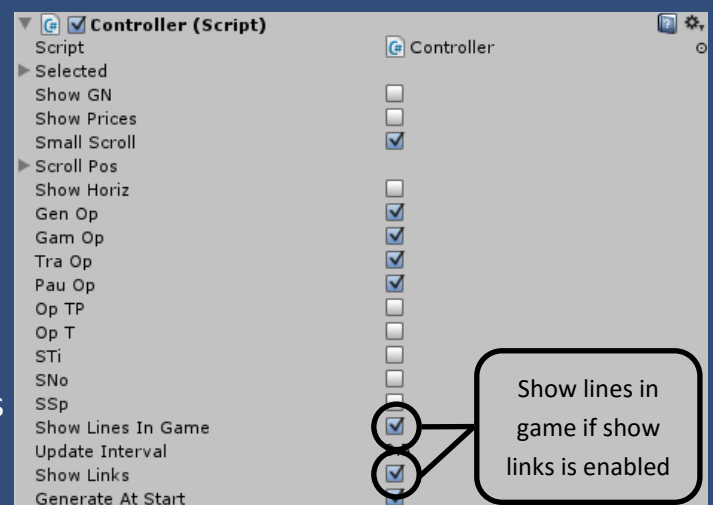 Controller (Script)
Script
Controller
Selected
Show GN
Show Prices
Small Scroll
Scroll Pos
Show Horiz
Gen Op
Gam Op
Tra Op
Pau Op
Op TP
Op T
STi
SNo
SSp
Show Lines In Game
Update Interval
Show Links
Generate At Start
Show lines in
game if show
links is enabled
s